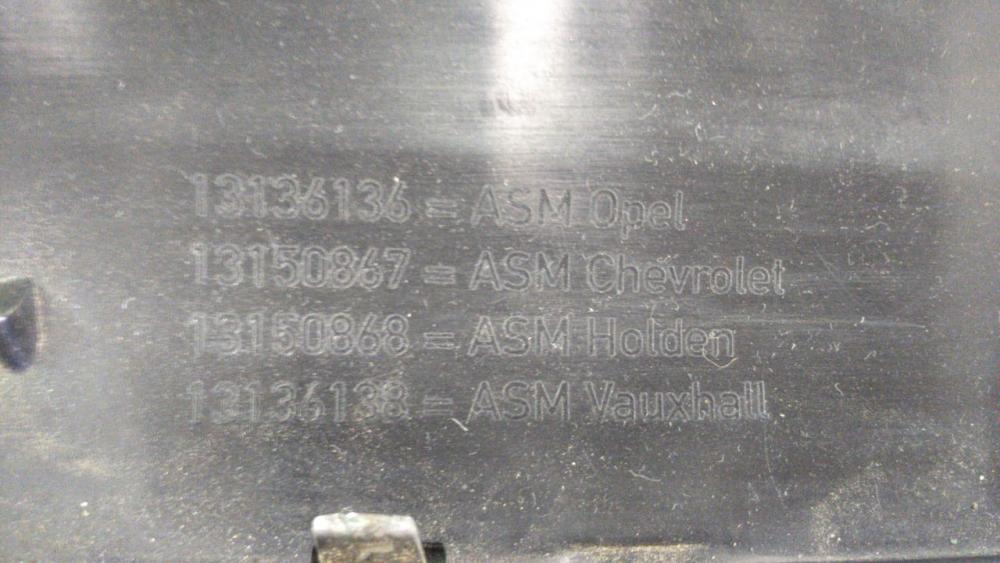 13136136 = ASM Opel
13150867 = ASM Chevrolet
13150868 = ASM Holden
13136138 = ASM Vauxhall